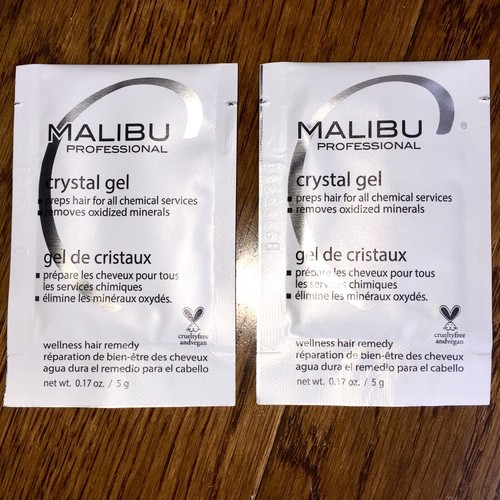 MALIBU
PROFESSIONAL
crystal gel
▪ preps hair for all chemical services
▪ removes oxidized minerals
gel de cristaux
▪ prépare les cheveux pour tous
les services chimiques
▪ élimine les minéraux oxydés.
crueltyfree
andvegan
wellness hair remedy
réparation de bien-être des cheveux
agua dura el remedio para el cabello
net wt. 0.17 oz. / 5 g
MALIBU ®
PROFESSIONAL
crystal gel
▪ preps hair for all chemical services
▪ removes oxidized minerals
gel de cristaux
▪ prépare les cheveux pour tous
les services chimiques
▪ élimine les minéraux oxydés.
crueltyfree
andvegan
wellness hair remedy
réparation de bien-être des cheveux
agua dura el remedio para el cabello
net wt. 0.17 oz. / 5 g